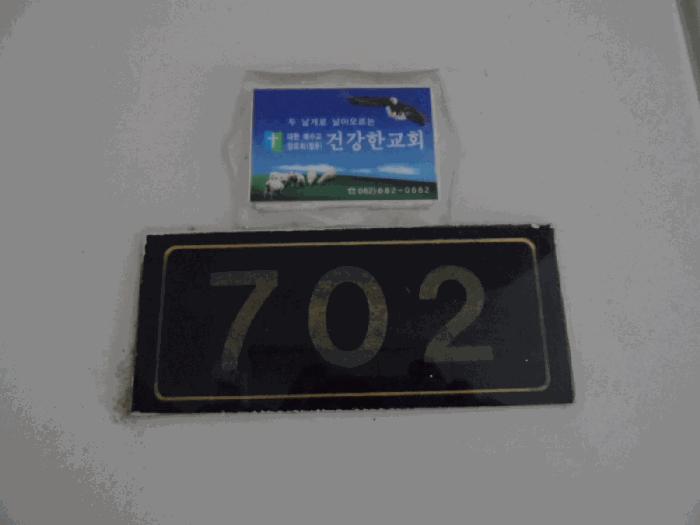 두 날개로 날아오르는
대한 예수교
장로회(합동)
건강한교회
☎062)682-0662
702